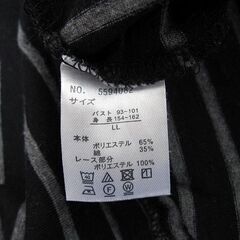 NO. 5594082
サイズ
バスト 93-101
身長 154-162
LL
本体
ポリエステル 65%
綿 35%
レース部分
ポリエステル 100%